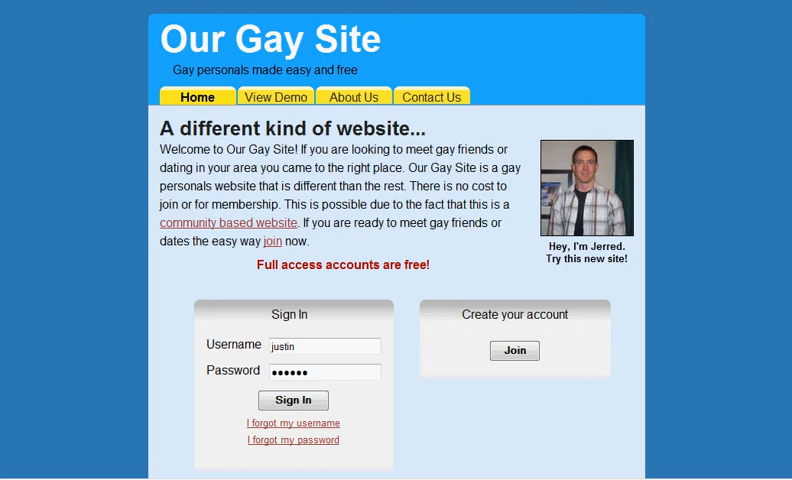 Our Gay Site
Gay personals made easy and free
Home
View Demo
About Us
Contact Us
A different kind of website...
Welcome to Our Gay Site! If you are looking to meet gay friends or
dating in your area you came to the right place. Our Gay Site is a gay
personals website that is different than the rest. There is no cost to
join or for membership. This is possible due to the fact that this is a
community based website. If you are ready to meet gay friends or
dates the easy way join now.
Full access accounts are free!
Hey, I'm Jerred.
Try this new site!
Sign In
Username justin
Password ••••••
Sign In
I forgot my username
I forgot my password
Create your account
Join